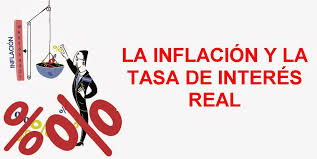 INFLACIÓN
LA INFLACIÓN Y LA
TASA DE INTERÉS
REAL
%%